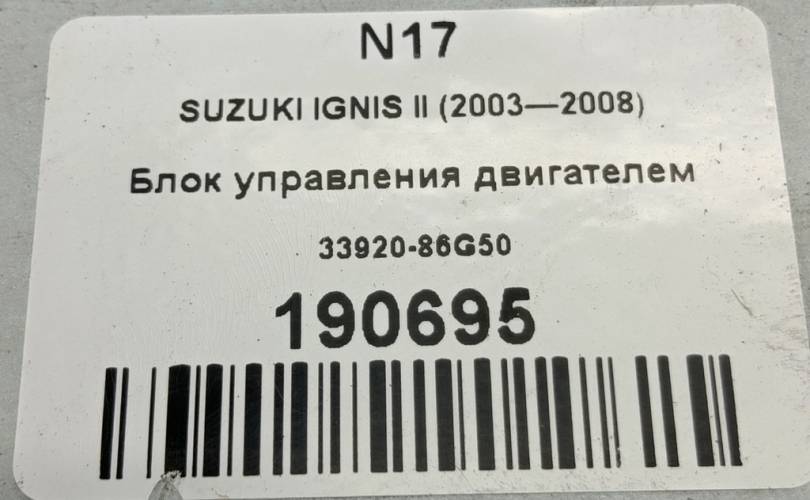 N17
SUZUKI IGNIS II (2003—2008)
Блок управления двигателем
33920-86G50
190695